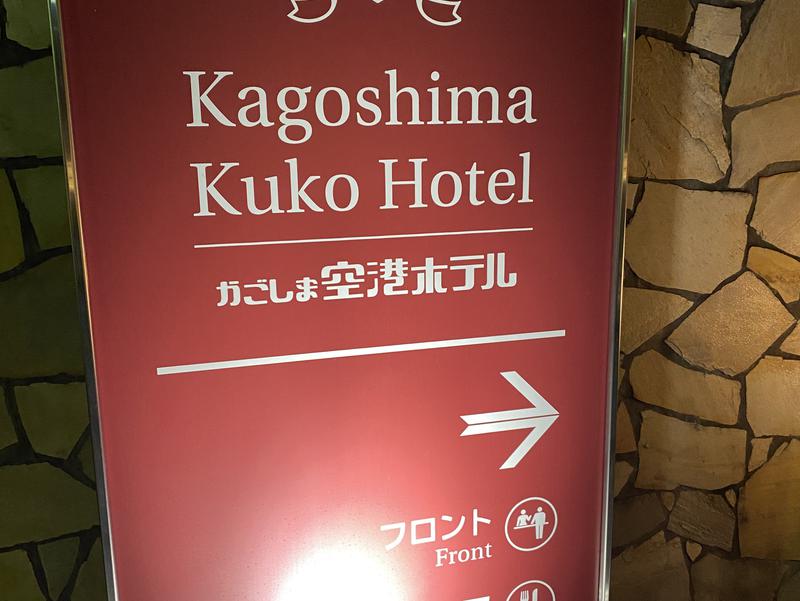 Kagoshima
Kuko Hotel
かごしま空港ホテル
フロント
Front